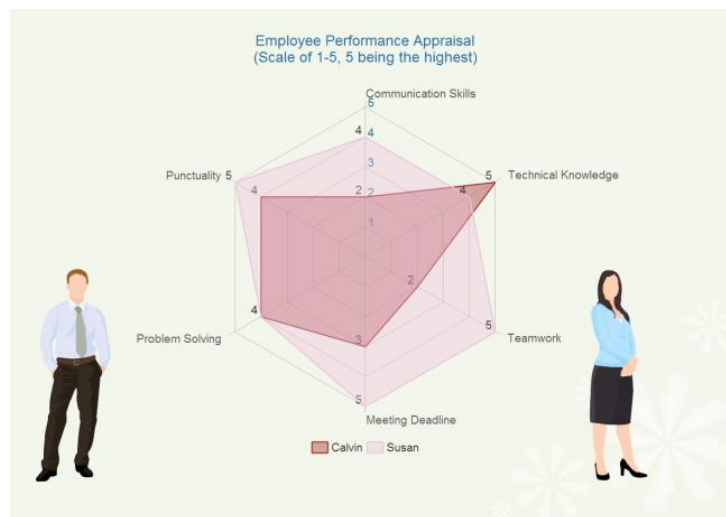 Employee Performance Appraisal
(Scale of 1-5, 5 being the highest)
Communication Skills
5
4 4
3
Punctuality 5 4 2 2 4 5 Technical Knowledge
1
2
Problem Solving 4 3 5 Teamwork
5
Meeting Deadline
Calvin Susan